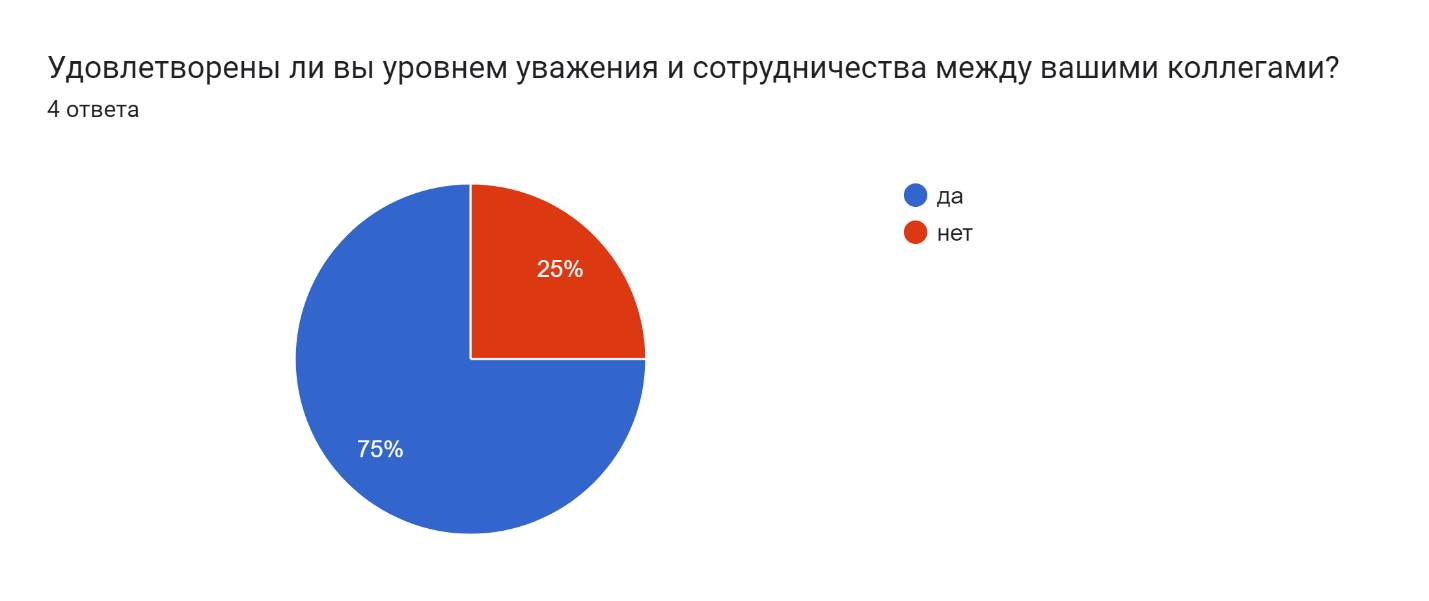 Удовлетворены ли вы уровнем уважения и сотрудничества между вашими коллегами?
4 ответа
да
нет
25%
75%